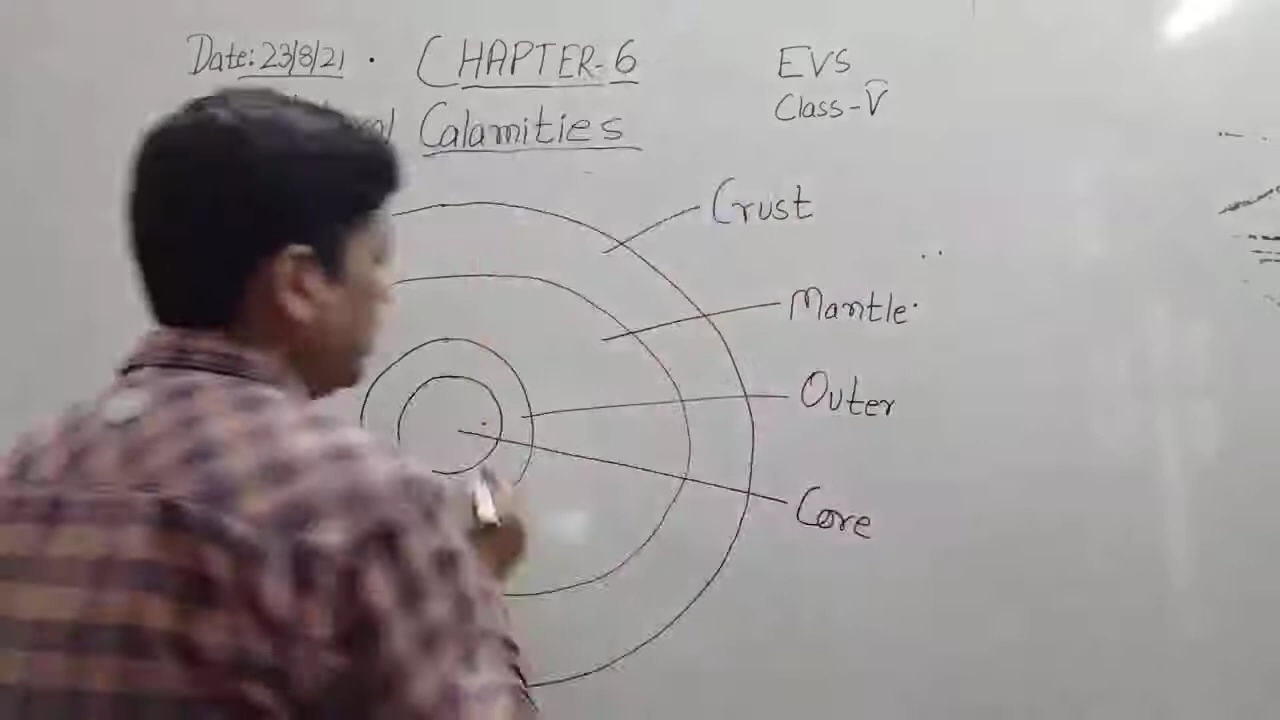 Date: 23/8/21 . CHAPTER-6
Calamities
EVS
Class-V
Crust
Mantle
Outer
Core